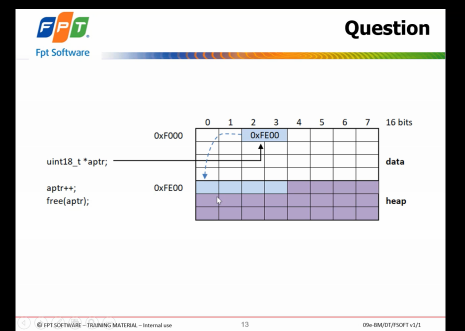 FPT.
Question
Fpt Software
0 1 2 3 4 5 6 7 16 bits
0xF000 0xFE00
uint18_t *aptr; data
aptr++; 0xFE00
free(aptr); heap
© FPT SOFTWARE – TRAINING MATERIAL – Internal use 13 09e-BM/DT/FSOFT v1/1